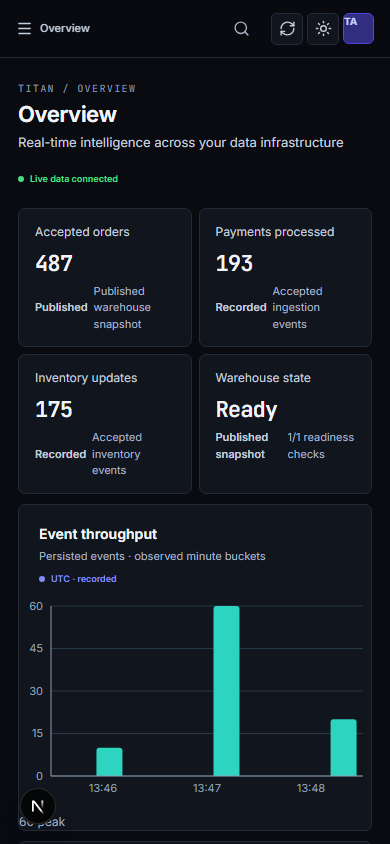 Overview
TA
TITAN / OVERVIEW
Overview
Real-time intelligence across your data infrastructure
Live data connected
Accepted orders
487
Published
Published
warehouse
snapshot
Payments processed
193
Recorded
Accepted
ingestion
events
Inventory updates
175
Recorded
Accepted
inventory
events
Warehouse state
Ready
Published
snapshot
1/1 readiness
checks
Event throughput
Persisted events · observed minute buckets
UTC · recorded
60
45
30
15
0
13:46
13:47
13:48
N
60 peak